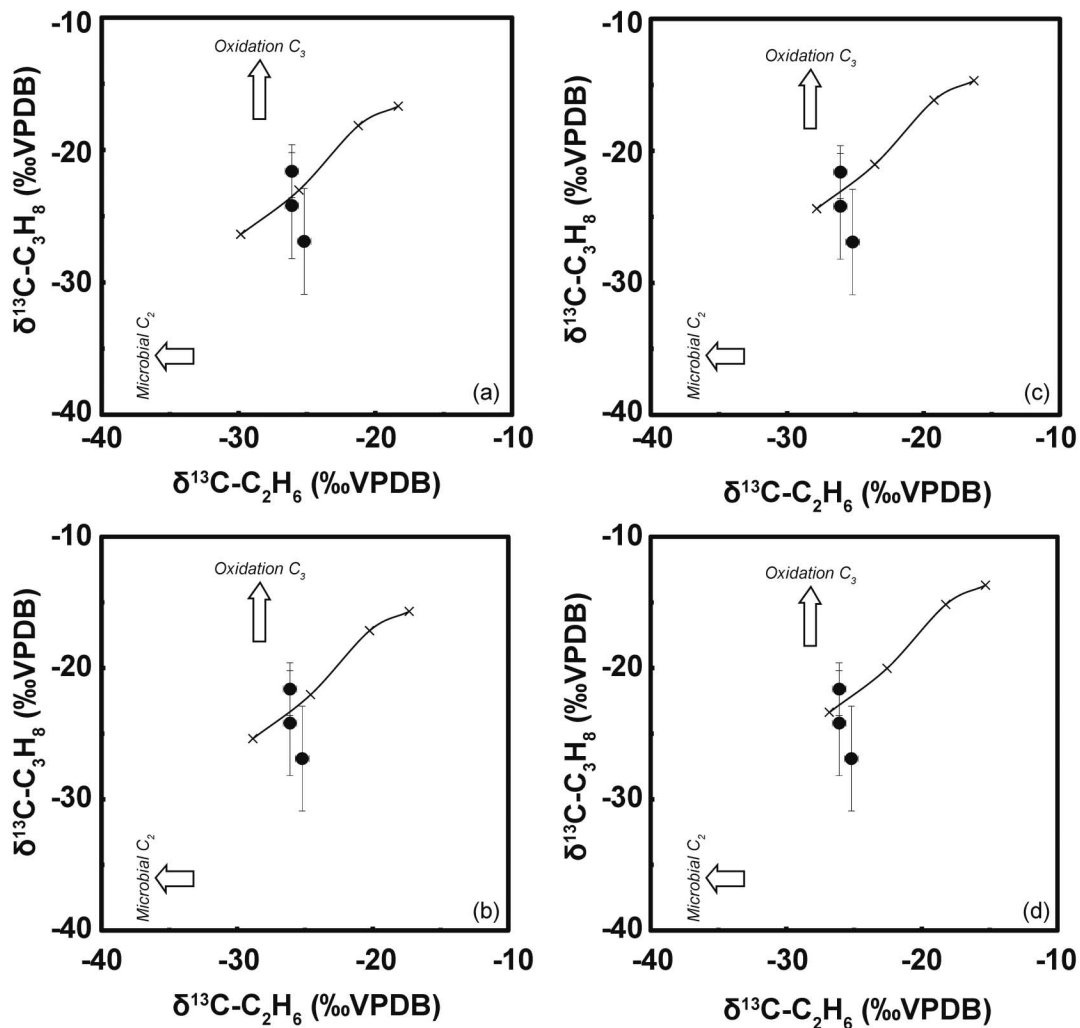 -10
Oxidation C₃
-20
δ¹³C-C₃H₈ (‰VPDB)
-30
Microbial C₂
(a)
-40
-40 -30 -20 -10
δ¹³C-C₂H₆ (‰VPDB)
-10
Oxidation C₃
-20
δ¹³C-C₃H₈ (‰VPDB)
-30
Microbial C₂
(c)
-40
-40 -30 -20 -10
δ¹³C-C₂H₆ (‰VPDB)
-10
Oxidation C₃
-20
δ¹³C-C₃H₈ (‰VPDB)
-30
Microbial C₂
(b)
-40
-40 -30 -20 -10
δ¹³C-C₂H₆ (‰VPDB)
-10
Oxidation C₃
-20
δ¹³C-C₃H₈ (‰VPDB)
-30
Microbial C₂
(d)
-40
-40 -30 -20 -10
δ¹³C-C₂H₆ (‰VPDB)